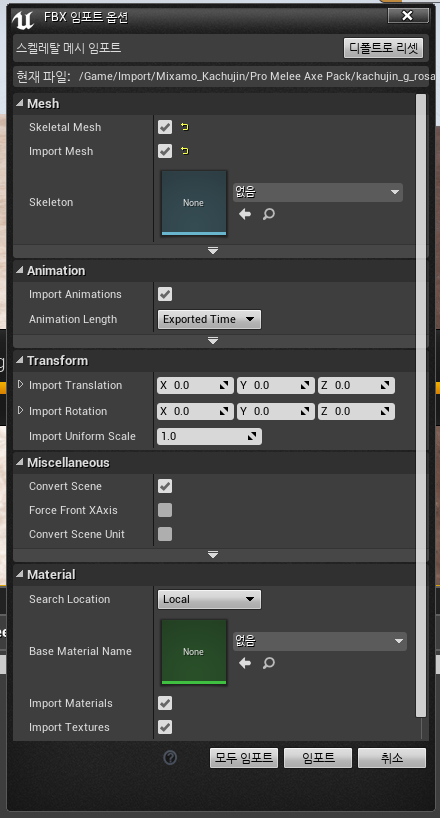 FBX 임포트 옵션
스켈레탈 메시 임포트 디폴트로 리셋
현재 파일: /Game/Import/Mixamo_Kachujin/Pro Melee Axe Pack/kachujin_g_rosa
Mesh
Skeletal Mesh
Import Mesh
Skeleton None 없음
Animation
Import Animations
Animation Length Exported Time
Transform
Import Translation X 0.0 Y 0.0 Z 0.0
Import Rotation X 0.0 Y 0.0 Z 0.0
Import Uniform Scale 1.0
Miscellaneous
Convert Scene
Force Front XAxis
Convert Scene Unit
Material
Search Location Local
Base Material Name None 없음
Import Materials
Import Textures
모두 임포트 임포트 취소